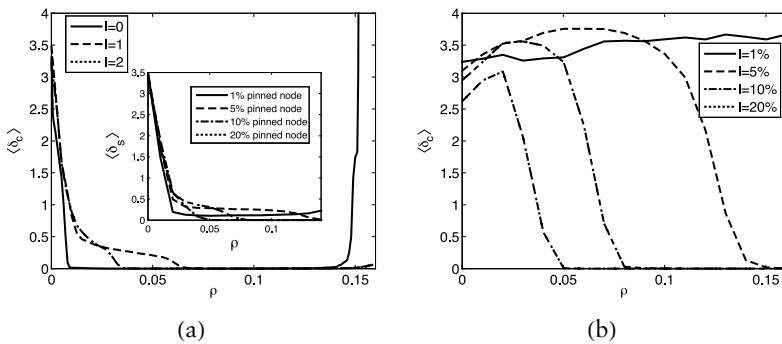 4
3.5
3
2.5
2
1.5
1
0.5
0
⟨δc⟩
0 0.05 0.1 0.15
ρ
l=0
l=1
l=2
3.5
3
2.5
2
1.5
1
0.5
0
⟨δs⟩
0 0.05 0.1
ρ
1% pinned node
5% pinned node
10% pinned node
20% pinned node
(a)
4
3.5
3
2.5
2
1.5
1
0.5
0
⟨δc⟩
0 0.05 0.1 0.15
ρ
l=1%
l=5%
l=10%
l=20%
(b)